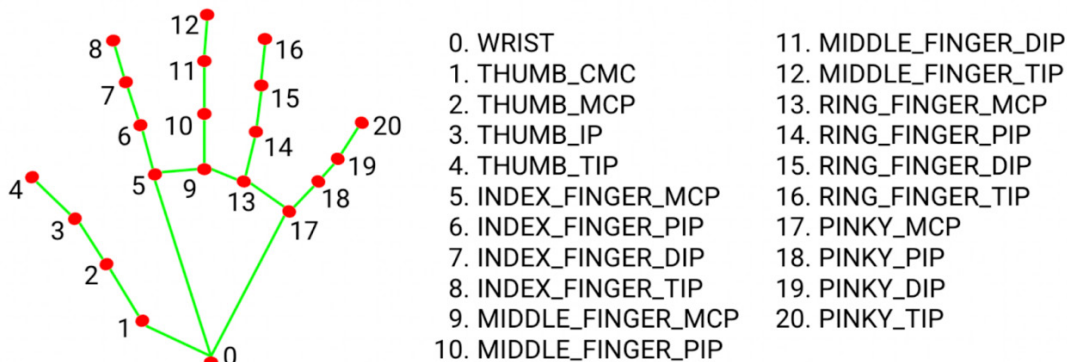 12
8
16
11
7
15
10
6
20
14
19
4
5
9
13
18
3
17
2
1
0
0. WRIST
1. THUMB_CMC
2. THUMB_MCP
3. THUMB_IP
4. THUMB_TIP
5. INDEX_FINGER_MCP
6. INDEX_FINGER_PIP
7. INDEX_FINGER_DIP
8. INDEX_FINGER_TIP
9. MIDDLE_FINGER_MCP
10. MIDDLE_FINGER_PIP
11. MIDDLE_FINGER_DIP
12. MIDDLE_FINGER_TIP
13. RING_FINGER_MCP
14. RING_FINGER_PIP
15. RING_FINGER_DIP
16. RING_FINGER_TIP
17. PINKY_MCP
18. PINKY_PIP
19. PINKY_DIP
20. PINKY_TIP